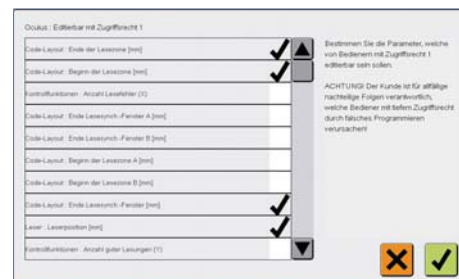 Oculus : Editierbar mit Zugriffsrecht 1
Code-Layout : Ende der Lesezone [mm]
Code-Layout : Beginn der Lesezone [mm]
Kontrollfunktionen : Anzahl Lesefehler (X)
Code-Layout : Ende Lesesynch.-Fenster A [mm]
Code-Layout : Ende Lesesynch.-Fenster B [mm]
Code-Layout : Beginn der Lesezone A [mm]
Code-Layout : Beginn der Lesezone B [mm]
Code-Layout : Ende Lesesynch.-Fenster [mm]
Leser : Leserposition [mm]
Kontrollfunktionen : Anzahl guter Lesungen (Y)
Bestimmen Sie die Parameter, welche
von Bedienern mit Zugriffsrecht 1
editierbar sein sollen.
ACHTUNG! Der Kunde ist für allfällige
nachteilige Folgen verantwortlich,
welche Bediener mit tiefem Zugriffsrecht
durch falsches Programmieren
verursachen!